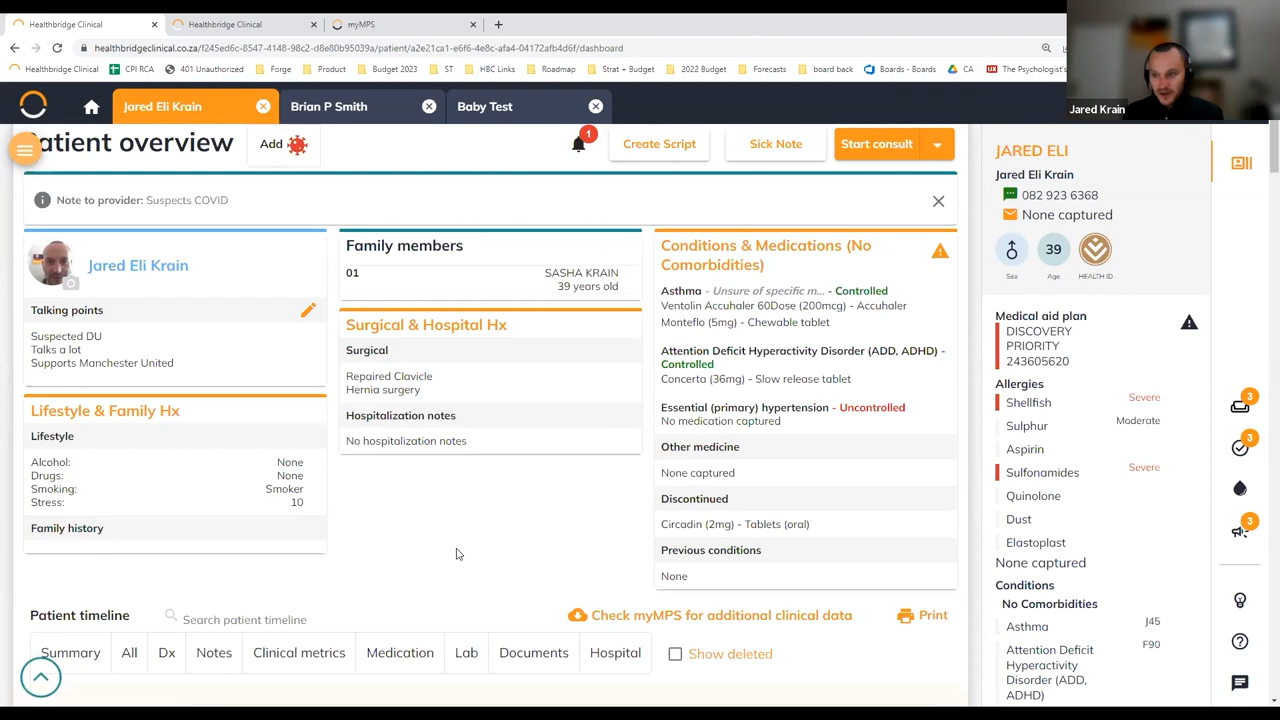 Healthbridge Clinical
Healthbridge Clinical
myMPS
healthbridgeclinical.co.za/f245ed6c-8547-4148-98c2-d8e80b95039a/patient/a2e21ca1-e6f6-4e8c-afa4-04172afb4d6f/dashboard
Healthbridge Clinical
CPI RCA
401 Unauthorized
Forge
Product
Budget 2023
ST
HBC Links
Roadmap
Strat + Budget
2022 Budget
Forecasts
board back
Boards - Boards
CA
The Psychologist's
Jared Krain
Jared Eli Krain
Brian P Smith
Baby Test
Patient overview
Add
1
Create Script
Sick Note
Start consult
Note to provider: Suspects COVID
Jared Eli Krain
Talking points
Suspected DU
Talks a lot
Supports Manchester United
Lifestyle & Family Hx
Lifestyle
Alcohol: None
Drugs: None
Smoking: Smoker
Stress: 10
Family history
Family members
01 SASHA KRAIN
39 years old
Surgical & Hospital Hx
Surgical
Repaired Clavicle
Hernia surgery
Hospitalization notes
No hospitalization notes
Conditions & Medications (No
Comorbidities)
Asthma - Unsure of specific m... - Controlled
Ventolin Accuhaler 60Dose (200mcg) - Accuhaler
Monteflo (5mg) - Chewable tablet
Attention Deficit Hyperactivity Disorder (ADD, ADHD) -
Controlled
Concerta (36mg) - Slow release tablet
Essential (primary) hypertension - Uncontrolled
No medication captured
Other medicine
None captured
Discontinued
Circadin (2mg) - Tablets (oral)
Previous conditions
None
Patient timeline
Search patient timeline
Check myMPS for additional clinical data
Print
Summary
All
Dx
Notes
Clinical metrics
Medication
Lab
Documents
Hospital
Show deleted
JARED ELI
Jared Eli Krain
082 923 6368
None captured
39
Sex
Age
HEALTH ID
Medical aid plan
DISCOVERY
PRIORITY
243605620
Allergies
Shellfish Severe
Sulphur Moderate
Aspirin
Sulfonamides Severe
Quinolone
Dust
Elastoplast
None captured
Conditions
No Comorbidities
Asthma J45
Attention Deficit F90
Hyperactivity
Disorder (ADD,
ADHD)
3
3
3